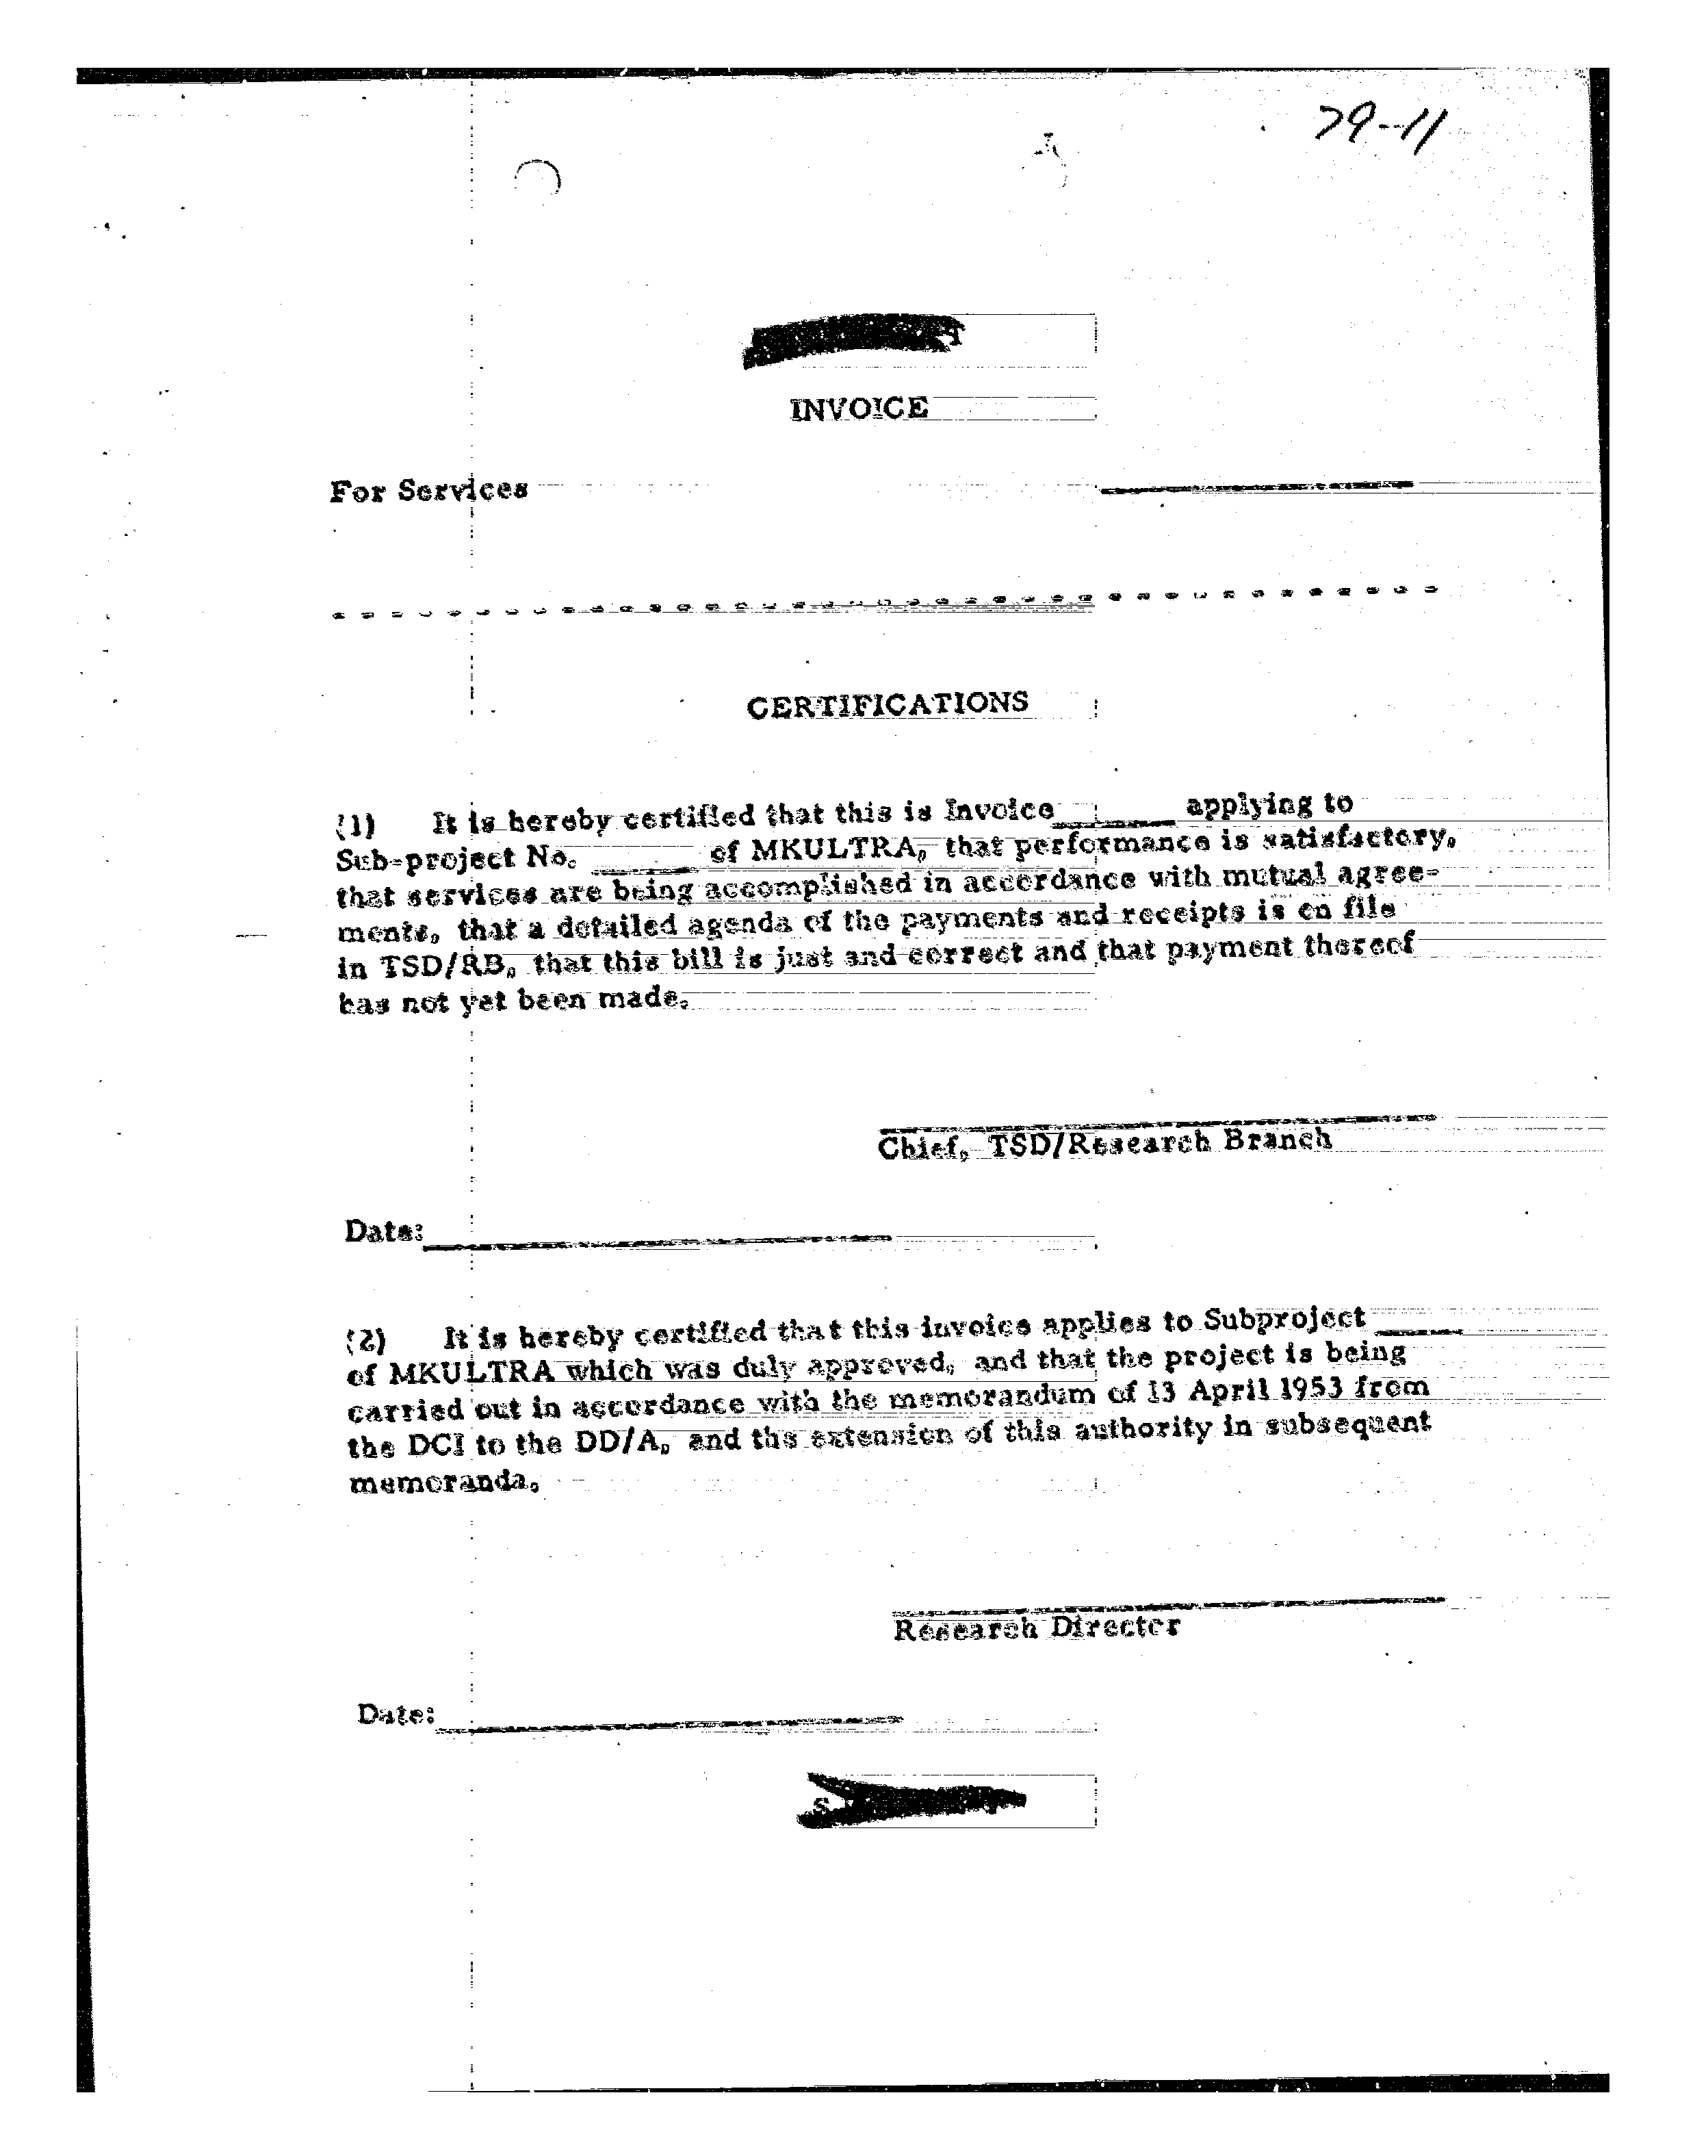 79-11
INVOICE
For Services
CERTIFICATIONS
(1) It is hereby certified that this is Invoice______ applying to
Sub-project No. ______ of MKULTRA, that performance is satisfactory,
that services are being accomplished in accordance with mutual agree-
ments, that a detailed agenda of the payments and receipts is on file
in TSD/RB, that this bill is just and correct and that payment thereof
has not yet been made.
Chief, TSD/Research Branch
Date:
(2) It is hereby certified that this invoice applies to Subproject _____
of MKULTRA which was duly approved, and that the project is being
carried out in accordance with the memorandum of 13 April 1953 from
the DCI to the DD/A, and the extension of this authority in subsequent
memoranda.
Research Director
Date: